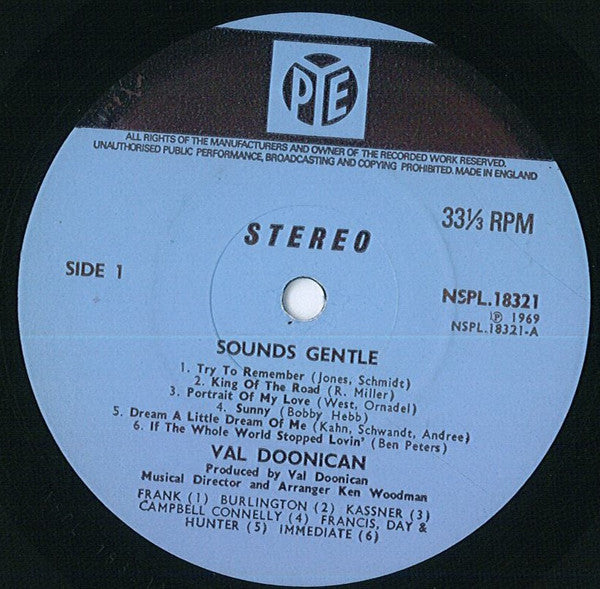 PYE
ALL RIGHTS OF THE MANUFACTURERS AND OWNER OF THE RECORDED WORK RESERVED.
UNAUTHORISED PUBLIC PERFORMANCE, BROADCASTING AND COPYING PROHIBITED. MADE IN ENGLAND
STEREO
33⅓ RPM
SIDE 1
NSPL.18321
Ⓟ 1969
NSPL.18321-A
SOUNDS GENTLE
1. Try To Remember (Jones, Schmidt)
2. King Of The Road (R. Miller)
3. Portrait Of My Love (West, Ornadel)
4. Sunny (Bobby Hebb)
5. Dream A Little Dream Of Me (Kahn, Schwandt, Andree)
6. If The Whole World Stopped Lovin' (Ben Peters)
VAL DOONICAN
Produced by Val Doonican
Musical Director and Arranger Ken Woodman
FRANK (1) BURLINGTON (2) KASSNER (3)
CAMPBELL CONNELLY (4) FRANCIS, DAY &
HUNTER (5) IMMEDIATE (6)